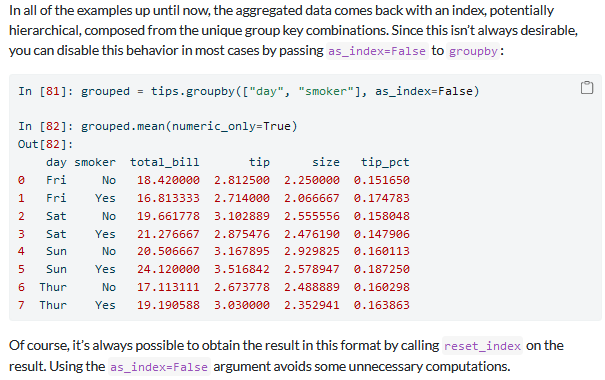 In all of the examples up until now, the aggregated data comes back with an index, potentially
hierarchical, composed from the unique group key combinations. Since this isn't always desirable,
you can disable this behavior in most cases by passing as_index=False to groupby:
In [81]: grouped = tips.groupby(["day", "smoker"], as_index=False)
In [82]: grouped.mean(numeric_only=True)
Out[82]:
day smoker total_bill tip size tip_pct
0 Fri No 18.420000 2.812500 2.250000 0.151650
1 Fri Yes 16.813333 2.714000 2.066667 0.174783
2 Sat No 19.661778 3.102889 2.555556 0.158048
3 Sat Yes 21.276667 2.875476 2.476190 0.147906
4 Sun No 20.506667 3.167895 2.929825 0.160113
5 Sun Yes 24.120000 3.516842 2.578947 0.187250
6 Thur No 17.113111 2.673778 2.488889 0.160298
7 Thur Yes 19.190588 3.030000 2.352941 0.163863
Of course, it's always possible to obtain the result in this format by calling reset_index on the
result. Using the as_index=False argument avoids some unnecessary computations.